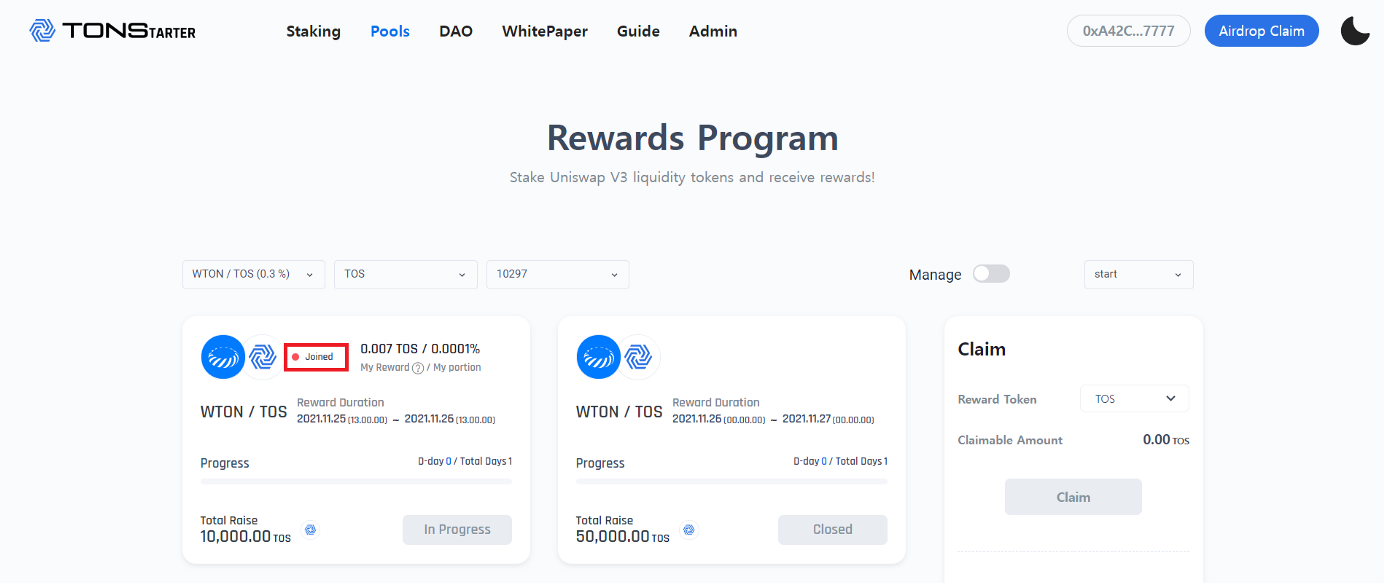 TONSTARTER Staking Pools DAO WhitePaper Guide Admin 0xA42C...7777 Airdrop Claim
Rewards Program
Stake Uniswap V3 liquidity tokens and receive rewards!
WTON / TOS (0.3 %) TOS 10297 Manage start
Joined
0.007 TOS / 0.0001%
My Reward ? / My portion
WTON / TOS
Reward Duration
2021.11.25 (13.00.00) ~ 2021.11.26 (13.00.00)
Progress D-day 0 / Total Days 1
Total Raise
10,000.00 TOS
In Progress
WTON / TOS
Reward Duration
2021.11.26 (00.00.00) ~ 2021.11.27 (00.00.00)
Progress D-day 0 / Total Days 1
Total Raise
50,000.00 TOS
Closed
Claim
Reward Token TOS
Claimable Amount 0.00 TOS
Claim